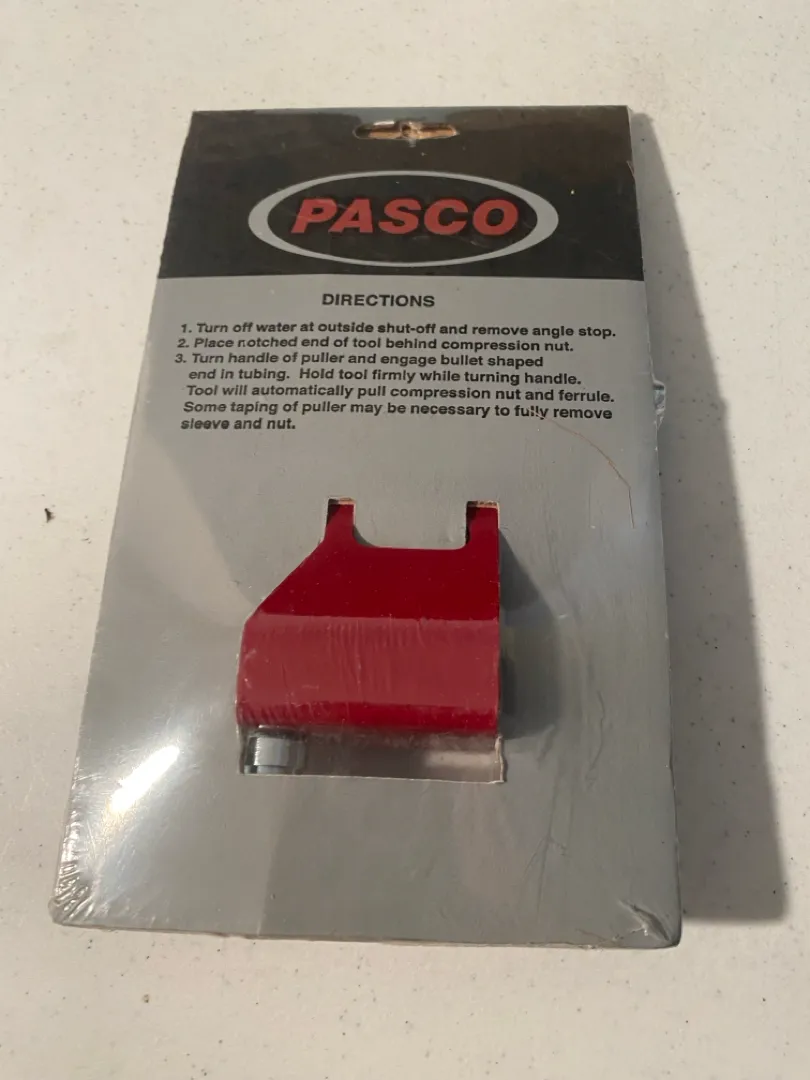 PASCO
DIRECTIONS
1. Turn off water at outside shut-off and remove angle stop.
2. Place notched end of tool behind compression nut.
3. Turn handle of puller and engage bullet shaped
end in tubing. Hold tool firmly while turning handle.
Tool will automatically pull compression nut and ferrule.
Some taping of puller may be necessary to fully remove
sleeve and nut.